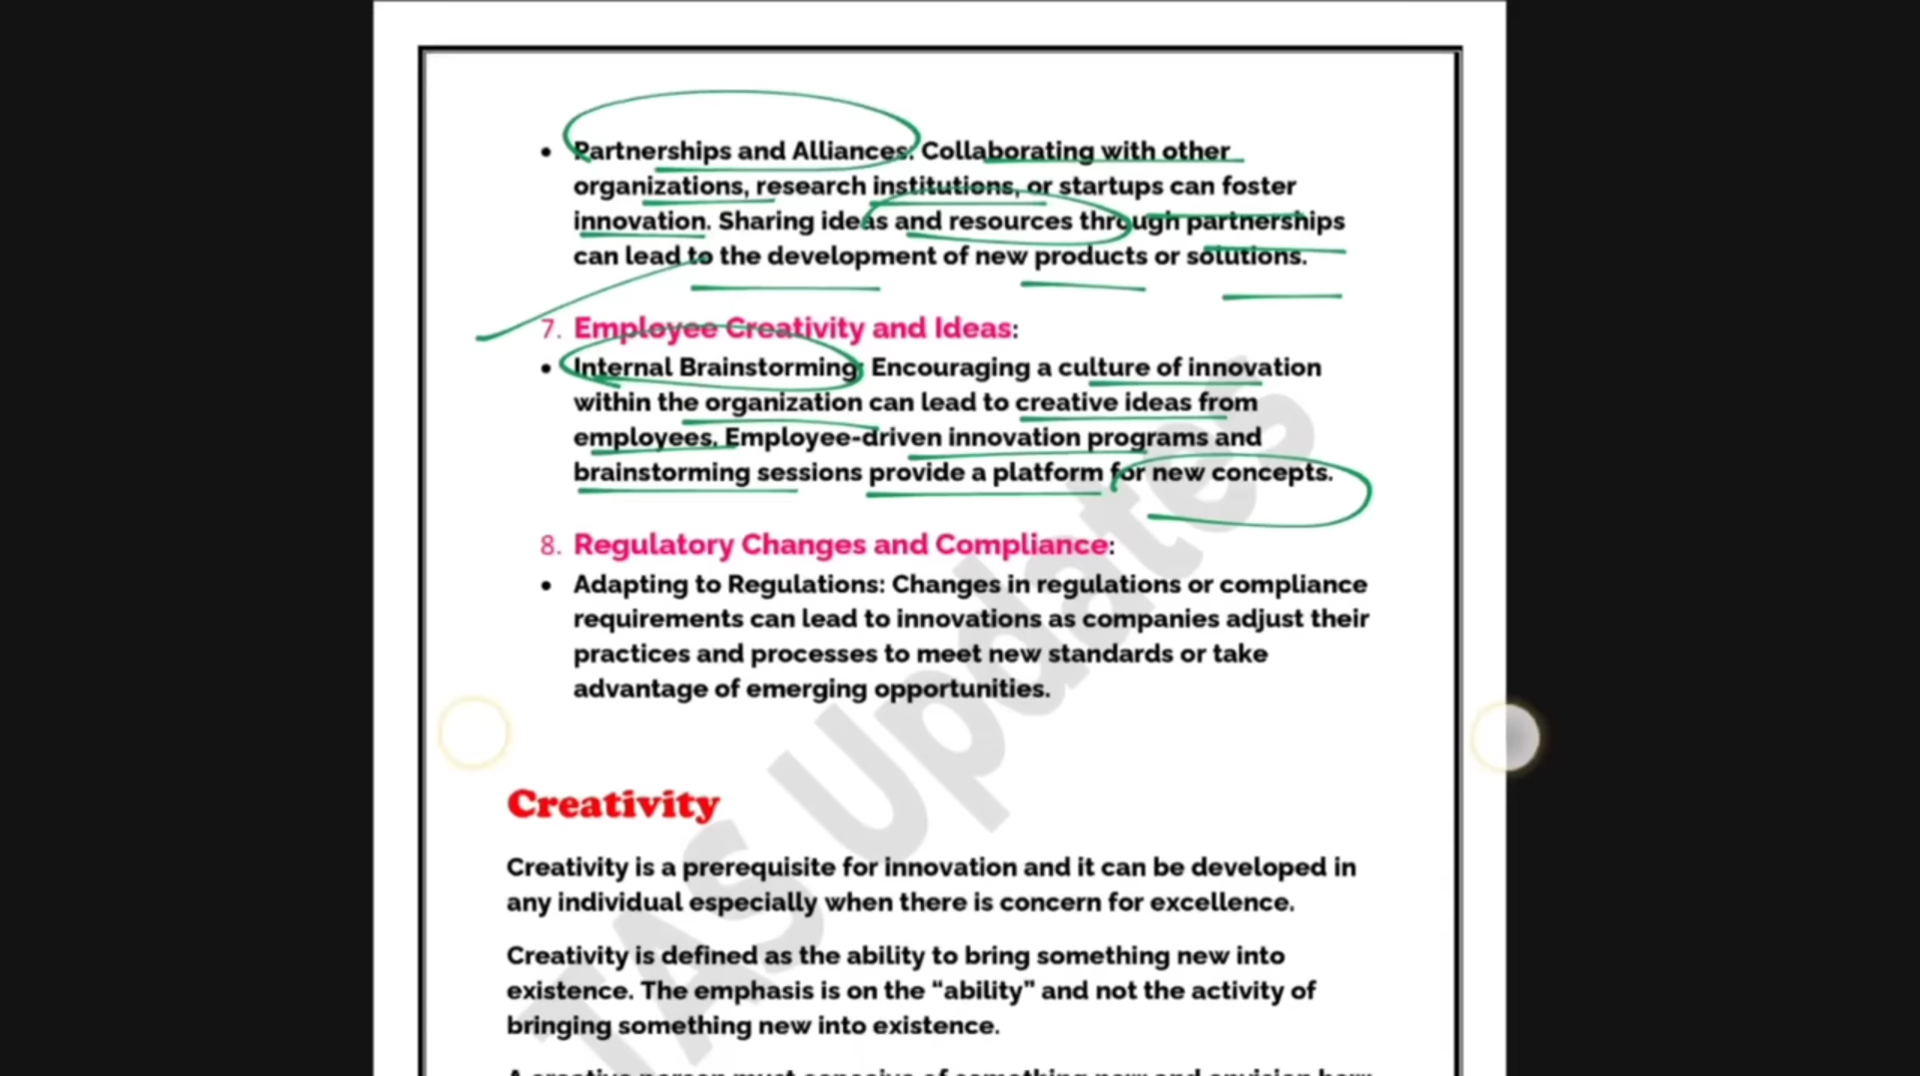 • Partnerships and Alliances: Collaborating with other
organizations, research institutions, or startups can foster
innovation. Sharing ideas and resources through partnerships
can lead to the development of new products or solutions.
7. Employee Creativity and Ideas:
• Internal Brainstorming: Encouraging a culture of innovation
within the organization can lead to creative ideas from
employees. Employee-driven innovation programs and
brainstorming sessions provide a platform for new concepts.
8. Regulatory Changes and Compliance:
• Adapting to Regulations: Changes in regulations or compliance
requirements can lead to innovations as companies adjust their
practices and processes to meet new standards or take
advantage of emerging opportunities.
Creativity
Creativity is a prerequisite for innovation and it can be developed in
any individual especially when there is concern for excellence.
Creativity is defined as the ability to bring something new into
existence. The emphasis is on the “ability” and not the activity of
bringing something new into existence.
Updates